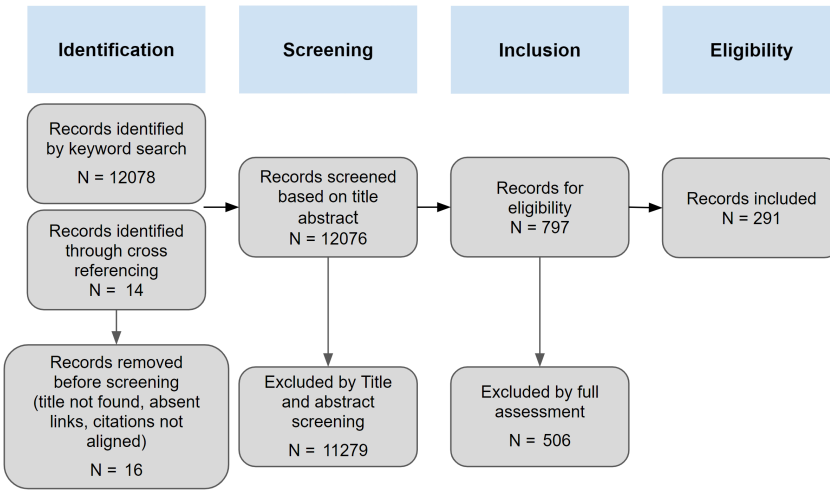 Identification
Screening
Inclusion
Eligibility
Records identified
by keyword search
N = 12078
Records identified
through cross
referencing
N = 14
Records removed
before screening
(title not found, absent
links, citations not
aligned)
N = 16
Records screened
based on title
abstract
N = 12076
Excluded by Title
and abstract
screening
N = 11279
Records for
eligibility
N = 797
Excluded by full
assessment
N = 506
Records included
N = 291